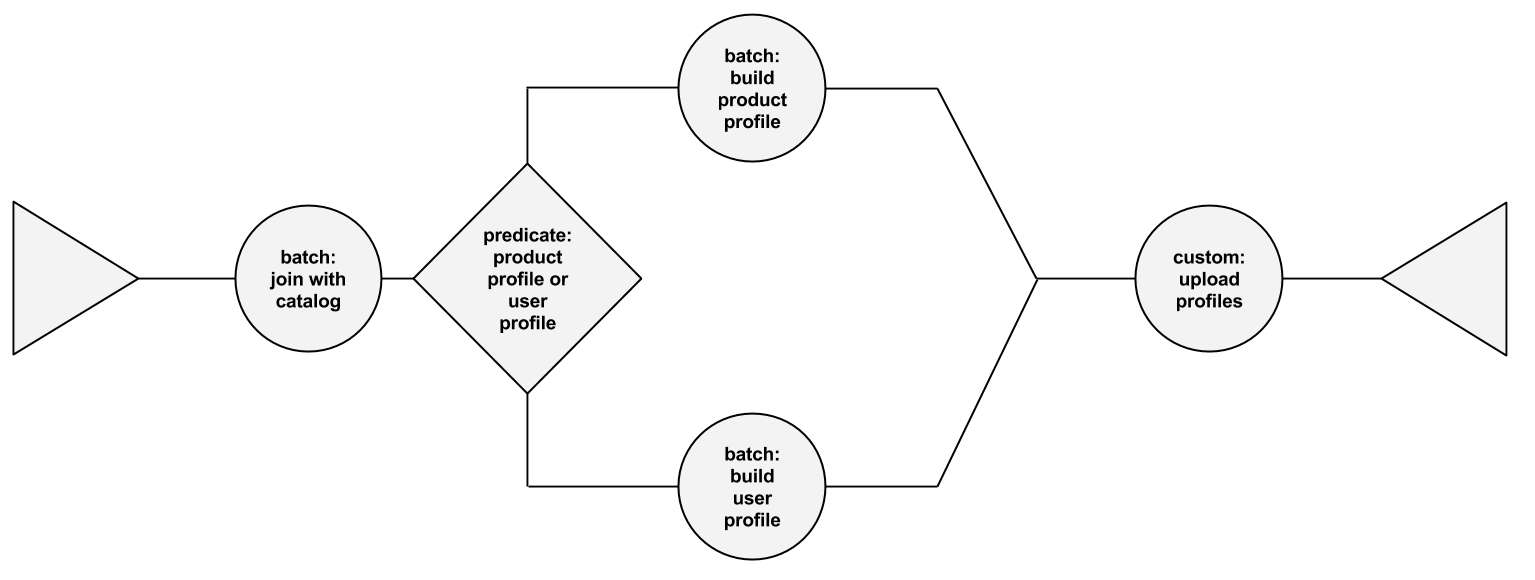 batch:
join with
catalog
predicate:
product
profile or
user
profile
batch:
build
product
profile
batch:
build
user
profile
custom:
upload
profiles